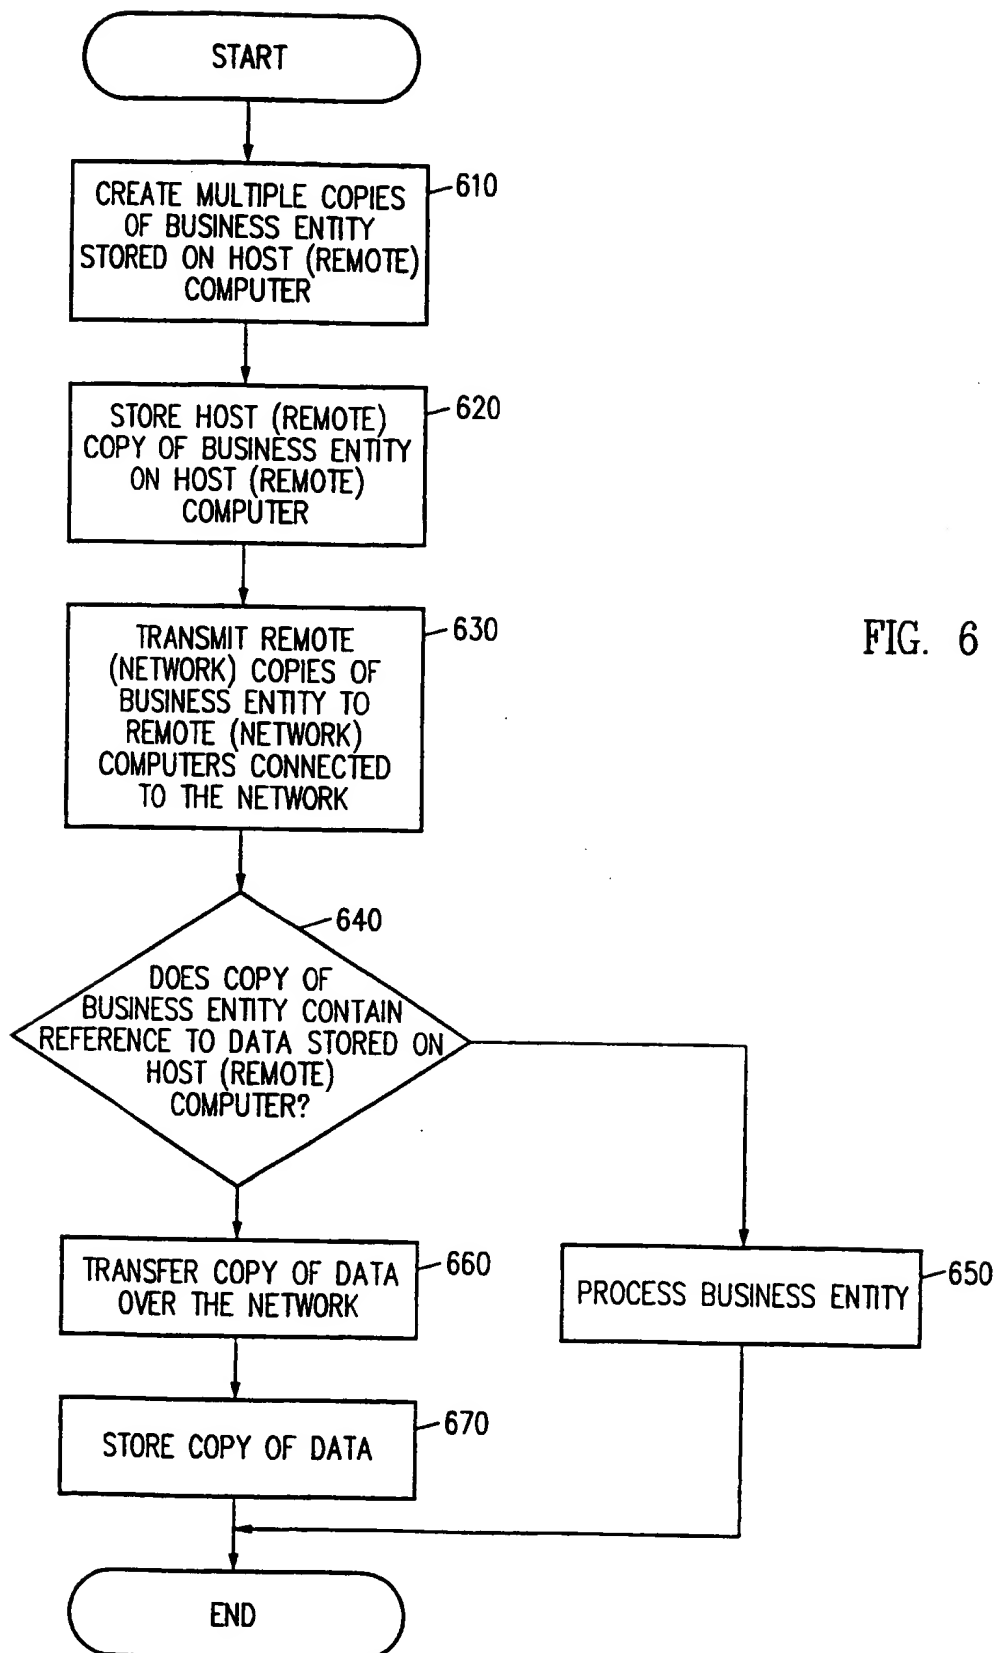 START
CREATE MULTIPLE COPIES
OF BUSINESS ENTITY
STORED ON HOST (REMOTE)
COMPUTER
610
STORE HOST (REMOTE)
COPY OF BUSINESS ENTITY
ON HOST (REMOTE)
COMPUTER
620
TRANSMIT REMOTE
(NETWORK) COPIES OF
BUSINESS ENTITY TO
REMOTE (NETWORK)
COMPUTERS CONNECTED
TO THE NETWORK
630
FIG. 6
640
DOES COPY OF
BUSINESS ENTITY CONTAIN
REFERENCE TO DATA STORED ON
HOST (REMOTE)
COMPUTER?
TRANSFER COPY OF DATA
OVER THE NETWORK
660
PROCESS BUSINESS ENTITY
650
STORE COPY OF DATA
670
END